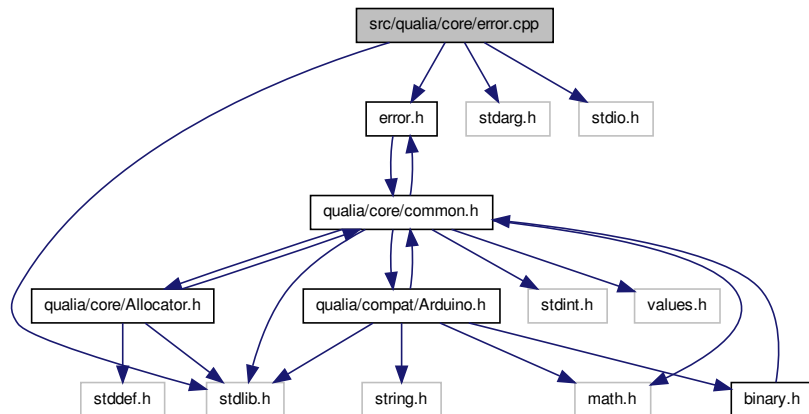 src/qualia/core/error.cpp
error.h
stdarg.h
stdio.h
qualia/core/common.h
qualia/core/Allocator.h
qualia/compat/Arduino.h
stdint.h
values.h
stddef.h
stdlib.h
string.h
math.h
binary.h